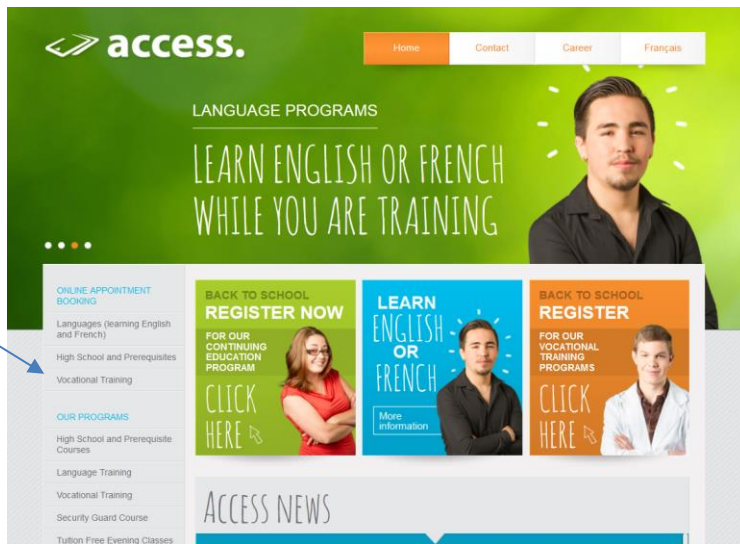 access.
Home Contact Career Français
LANGUAGE PROGRAMS
LEARN ENGLISH OR FRENCH
WHILE YOU ARE TRAINING
ONLINE APPOINTMENT
BOOKING
Languages (learning English
and French)
High School and Prerequisites
Vocational Training
OUR PROGRAMS
High School and Prerequisite
Courses
Language Training
Vocational Training
Security Guard Course
Tuition Free Evening Classes
BACK TO SCHOOL
REGISTER NOW
FOR OUR
CONTINUING
EDUCATION
PROGRAM
CLICK
HERE
LEARN
ENGLISH
OR
FRENCH
More
information
BACK TO SCHOOL
REGISTER
FOR OUR
VOCATIONAL
TRAINING
PROGRAMS
CLICK
HERE
ACCESS NEWS